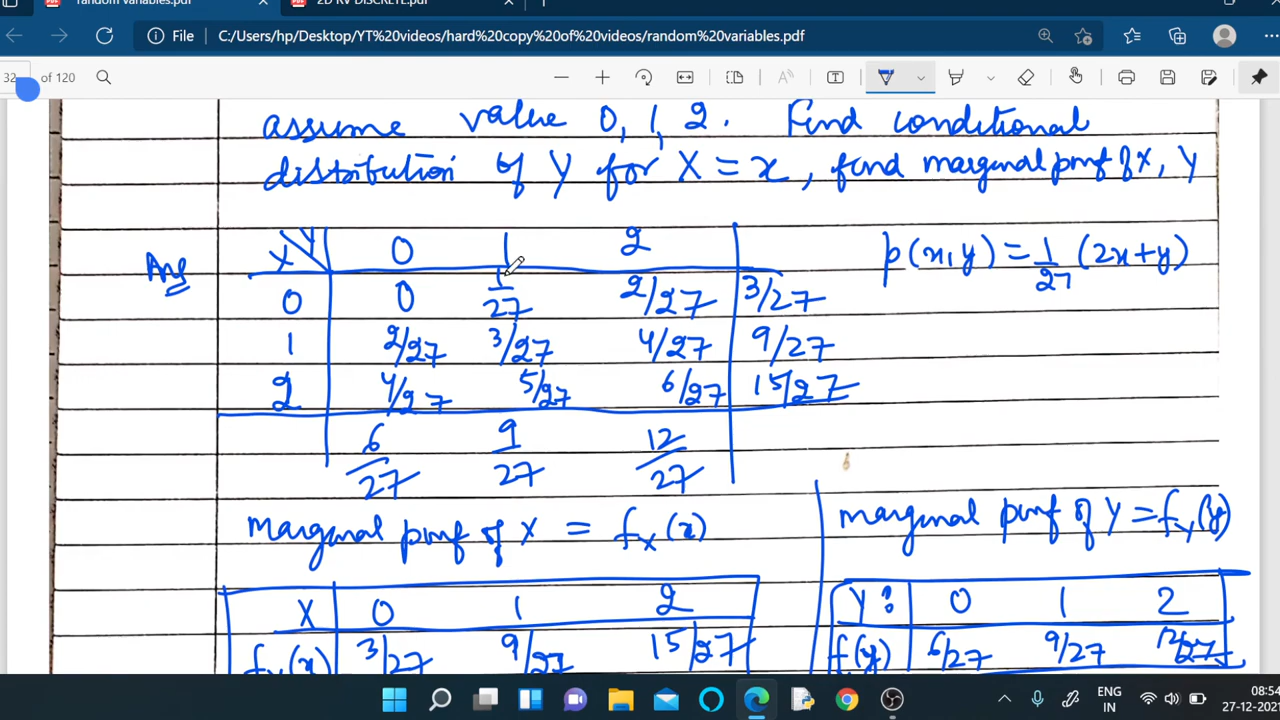 random variables.pdf 2D RV DISCRETE.pdf
File C:/Users/hp/Desktop/YT%20videos/hard%20copy%20of%20videos/random%20variables.pdf
32 of 120
assume value 0, 1, 2. Find conditional
distribution of Y for X = x, find marginal pmf of X, Y
Ans X Y 0 1 2 p(x,y) = 1/27 (2x+y)
0 0 1/27 2/27 3/27
1 2/27 3/27 4/27 9/27
2 4/27 5/27 6/27 15/27
6/27 9/27 12/27
marginal pmf of X = fX(x) marginal pmf of Y = fY(y)
X 0 1 2 Y: 0 1 2
fX(x) 3/27 9/27 15/27 f(y) 6/27 9/27 12/27
ENG 08:54
IN 27-12-2021